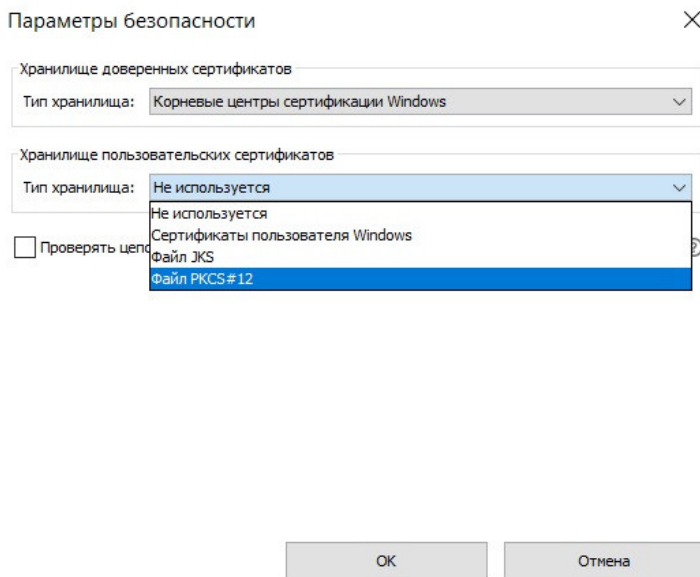 Параметры безопасности
Хранилище доверенных сертификатов
Тип хранилища: Корневые центры сертификации Windows
Хранилище пользовательских сертификатов
Тип хранилища: Не используется
Не используется
Сертификаты пользователя Windows
Проверять
Файл JKS
Файл PKCS#12
OK Отмена